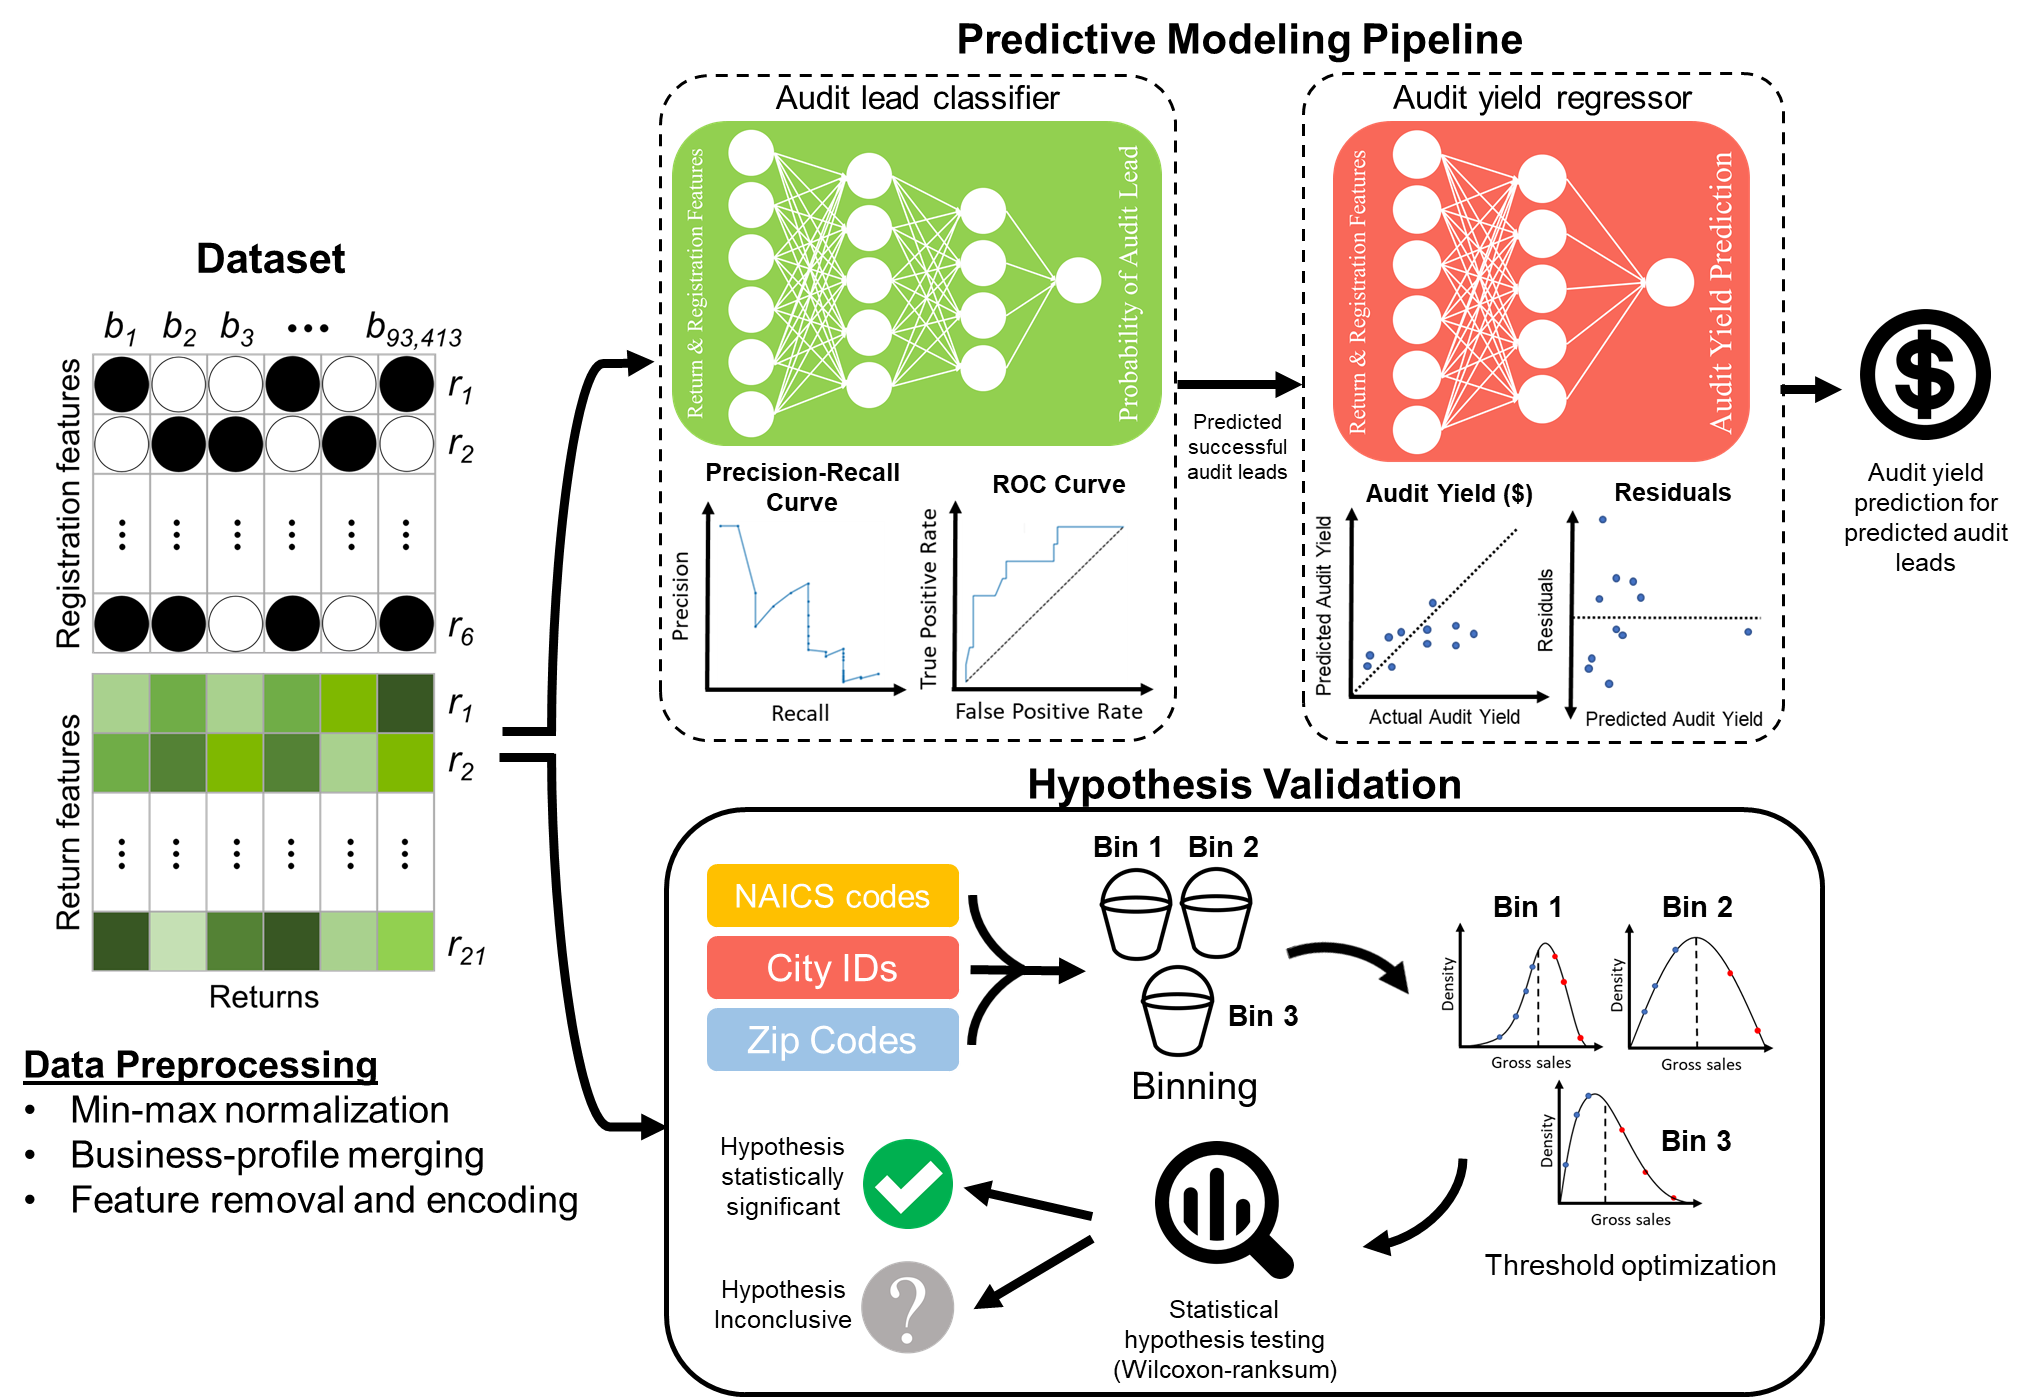 Predictive Modeling Pipeline
Audit lead classifier
Return & Registration Features
Probability of Audit Lead
Precision-Recall
Curve
Precision
Recall
ROC Curve
True Positive Rate
False Positive Rate
Predicted
successful
audit leads
Audit yield regressor
Return & Registration Features
Audit Yield Prediction
Audit Yield ($)
Predicted Audit Yield
Actual Audit Yield
Residuals
Residuals
Predicted Audit Yield
$
Audit yield
prediction for
predicted audit
leads
Dataset
b1 b2 b3 ••• b93,413
Registration features
r1
r2
r6
Return features
r1
r2
r21
Returns
Data Preprocessing
• Min-max normalization
• Business-profile merging
• Feature removal and encoding
Hypothesis Validation
NAICS codes
City IDs
Zip Codes
Bin 1 Bin 2
Bin 3
Binning
Bin 1
Density
Gross sales
Bin 2
Density
Gross sales
Bin 3
Density
Gross sales
Threshold optimization
Statistical
hypothesis testing
(Wilcoxon-ranksum)
Hypothesis
statistically
significant
Hypothesis
Inconclusive
?